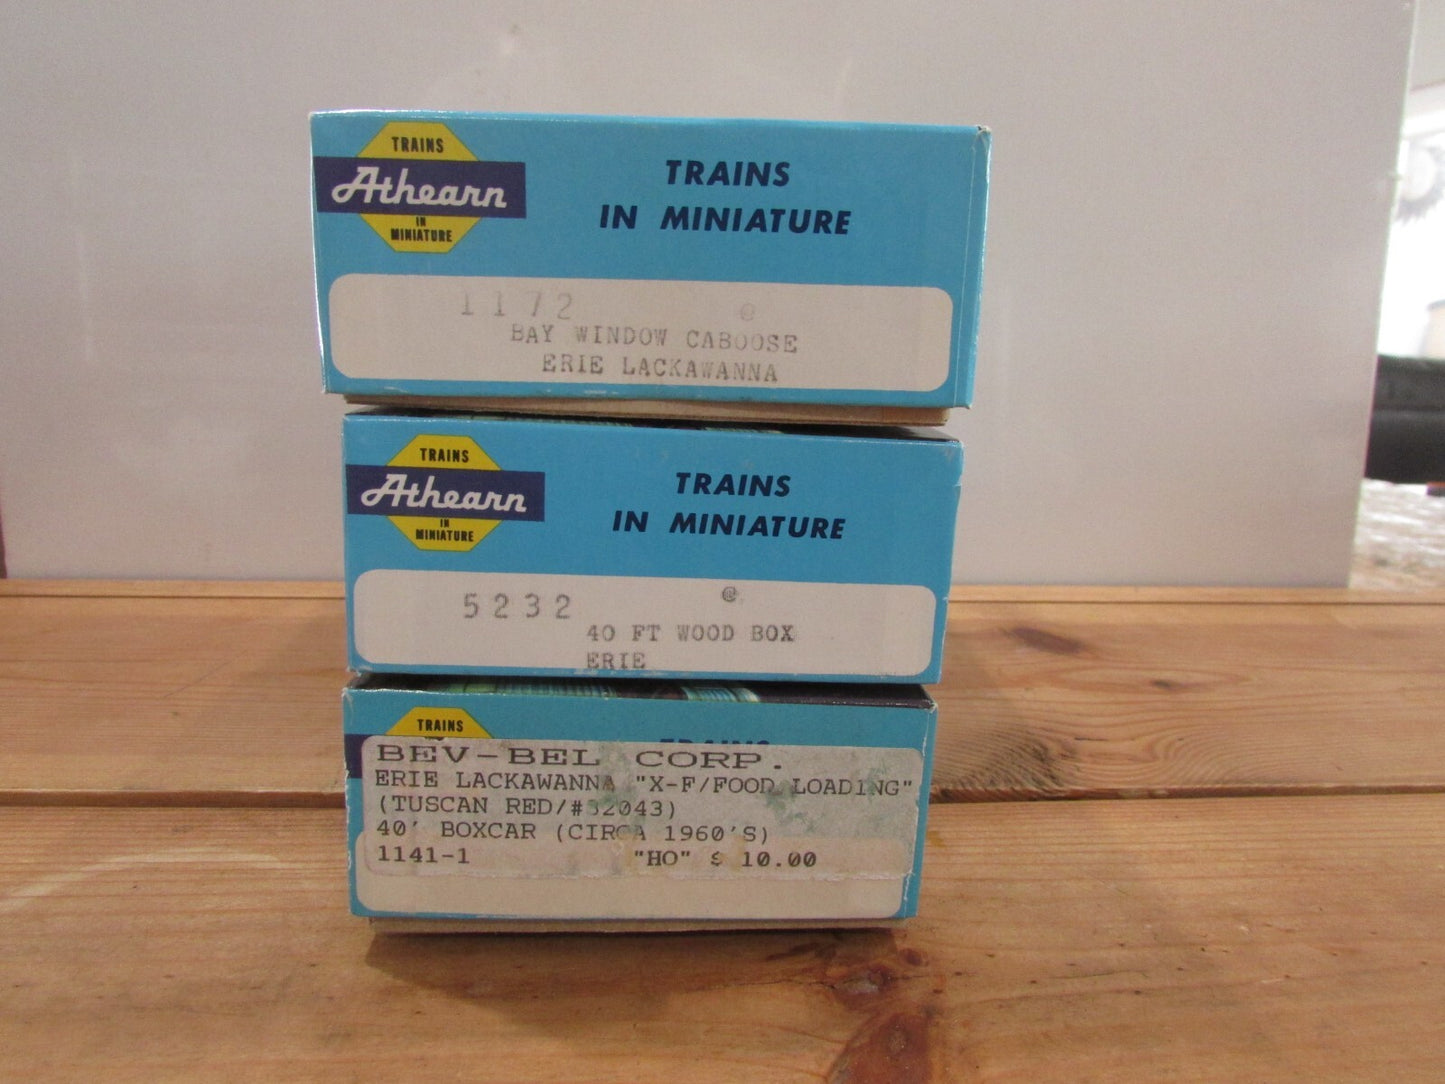 TRAINS
Athearn
IN
MINIATURE
TRAINS
IN MINIATURE
1172 @
BAY WINDOW CABOOSE
ERIE LACKAWANNA
TRAINS
Athearn
IN
MINIATURE
TRAINS
IN MINIATURE
5232 @
40 FT WOOD BOX
ERIE
TRAINS
TRAINS
BEV-BEL CORP.
ERIE LACKAWANNA "X-F/FOOD LOADING"
(TUSCAN RED/#32043)
40' BOXCAR (CIRCA 1960'S)
1141-1 "HO" $ 10.00